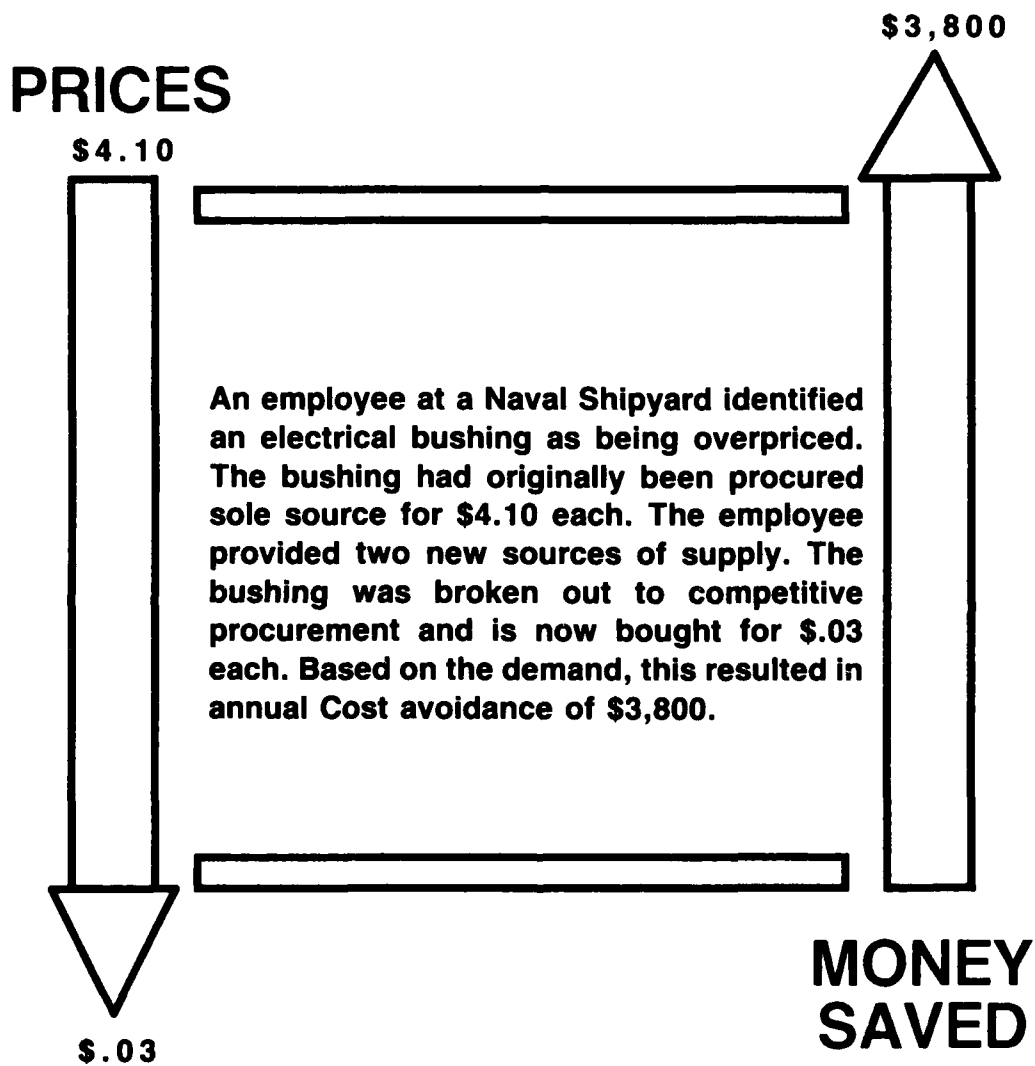 $3,800
PRICES
$4.10
An employee at a Naval Shipyard identified
an electrical bushing as being overpriced.
The bushing had originally been procured
sole source for $4.10 each. The employee
provided two new sources of supply. The
bushing was broken out to competitive
procurement and is now bought for $.03
each. Based on the demand, this resulted in
annual Cost avoidance of $3,800.
MONEY
SAVED
$.03